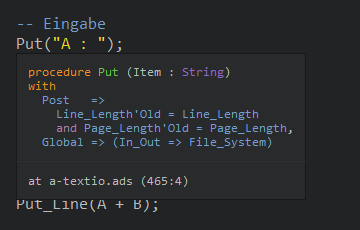 -- Eingabe
Put("A : ");
procedure Put (Item : String)
with
Post =>
Line_Length'Old = Line_Length
and Page_Length'Old = Page_Length,
Global => (In_Out => File_System)
at a-textio.ads (465:4)
Put_Line(A + B);